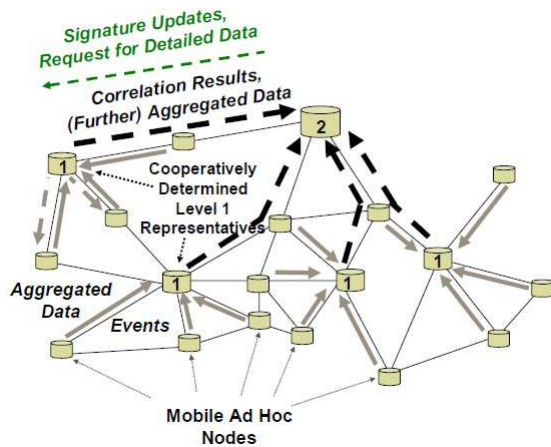 Signature Updates,
Request for Detailed Data
Correlation Results,
(Further) Aggregated Data
2
1
Cooperatively
Determined
Level 1
Representatives
1
1
1
Aggregated
Data
Events
Mobile Ad Hoc
Nodes